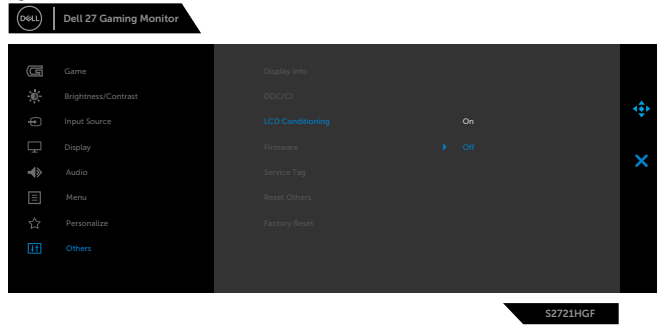 DELL
Dell 27 Gaming Monitor
Game
Display Info
Brightness/Contrast
DDC/CI
Input Source
LCD Conditioning
On
Display
Firmware
Off
Audio
Service Tag
Menu
Reset Others
Personalize
Factory Reset
Others
S2721HGF